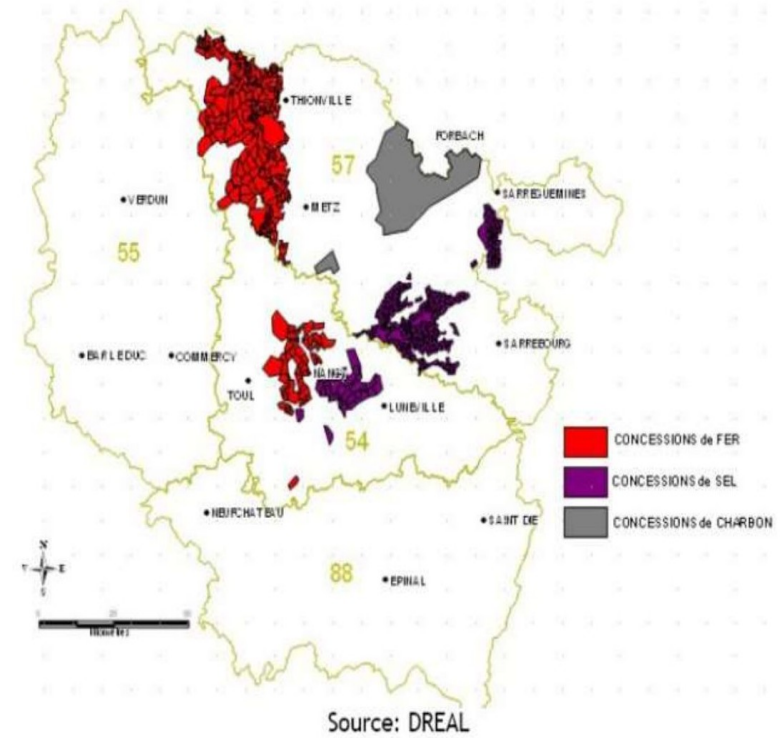 THIONVILLE
FORBACH
57
SARREGUEMINES
VERDUN
METZ
55
BAR LE DUC
COMMERCY
SARREBOURG
TOUL
LUNEVILLE
54
CONCESSIONS de FER
CONCESSIONS de SEL
CONCESSIONS de CHARBON
NEUFCHATEAU
SAINT DIE
N
E
S
88
EPINAL
Kilomètres
Source: DREAL